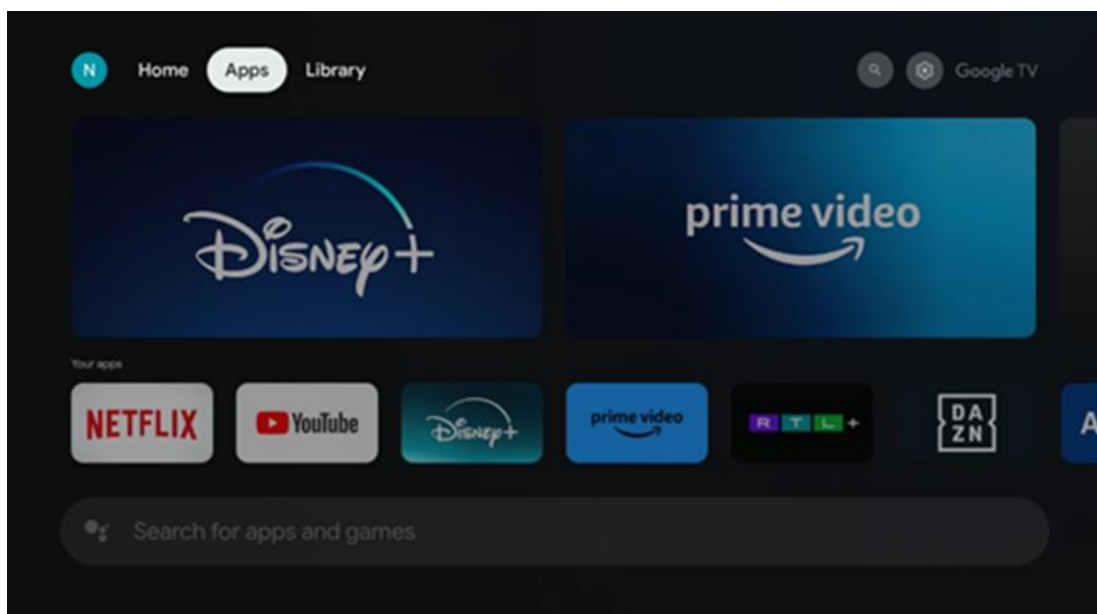 N Home Apps Library Google TV
Disney+ prime video
Your apps
NETFLIX YouTube Disney+ prime video RTL+ DAZN A
Search for apps and games